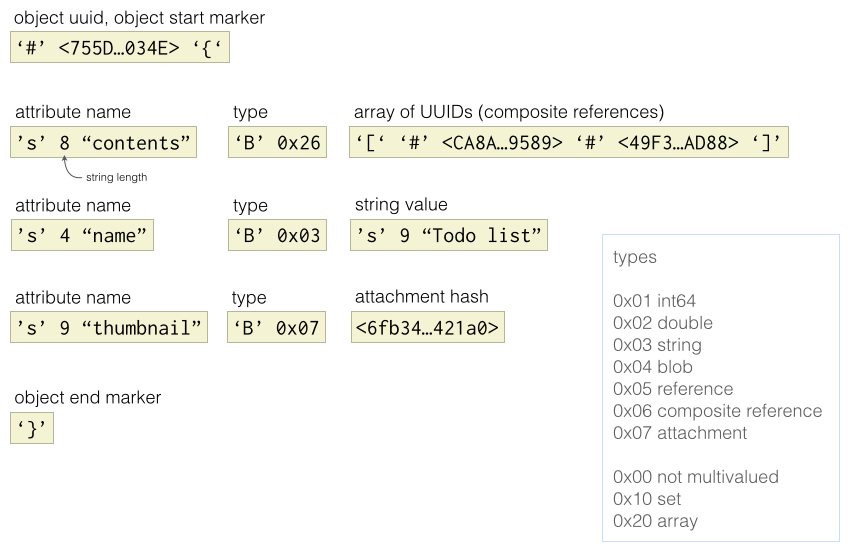 object uuid, object start marker
‘#’ <755D…034E> ‘{‘
attribute name type array of UUIDs (composite references)
’s’ 8 “contents” ‘B’ 0x26 ‘[‘ ‘#’ <CA8A…9589> ‘#’ <49F3…AD88> ‘]’
string length
attribute name type string value
’s’ 4 “name” ‘B’ 0x03 ’s’ 9 “Todo list”
attribute name type attachment hash
’s’ 9 “thumbnail” ‘B’ 0x07 <6fb34…421a0>
object end marker
‘}’
types
0x01 int64
0x02 double
0x03 string
0x04 blob
0x05 reference
0x06 composite reference
0x07 attachment
0x00 not multivalued
0x10 set
0x20 array